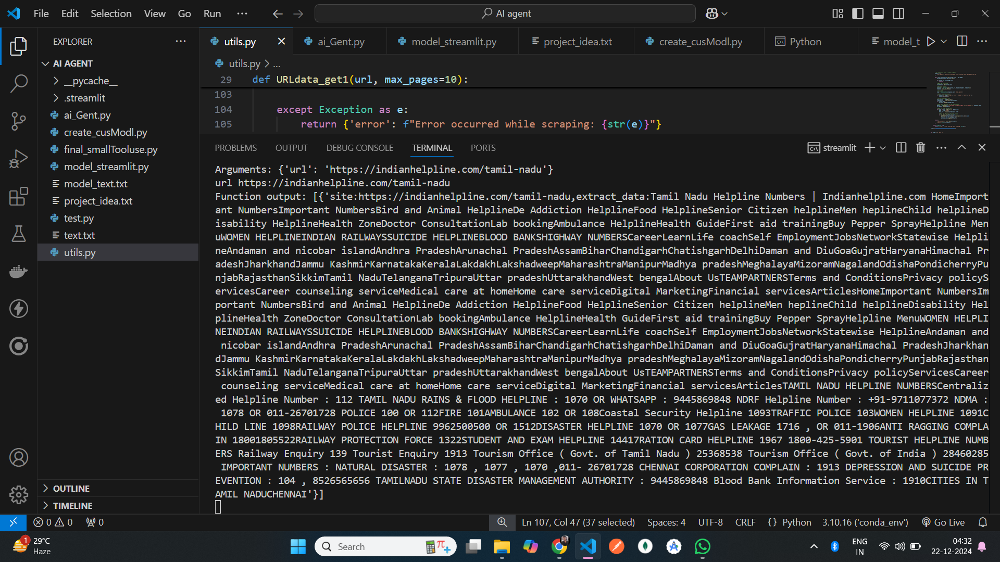 File Edit Selection View Go Run ··· AI agent
EXPLORER
utils.py ai_Gent.py model_streamlit.py project_idea.txt create_cusModl.py Python model_t
AI AGENT
__pycache__
.streamlit
ai_Gent.py
create_cusModl.py
final_smallTooluse.py
model_streamlit.py
model_text.txt
project_idea.txt
test.py
text.txt
utils.py
OUTLINE
TIMELINE
utils.py > ...
29 def URLdata_get1(url, max_pages=10):
103
104 except Exception as e:
105 return {'error': f"Error occurred while scraping: {str(e)}"}
PROBLEMS OUTPUT DEBUG CONSOLE TERMINAL PORTS streamlit
Arguments: {'url': 'https://indianhelpline.com/tamil-nadu'}
url https://indianhelpline.com/tamil-nadu
Function output: [{'site:https://indianhelpline.com/tamil-nadu,extract_data:Tamil Nadu Helpline Numbers | Indianhelpline.com HomeImport
ant NumbersImportant NumbersBird and Animal HelplineDe Addiction HelplineFood HelplineSenior Citizen helplineMen heplineChild helplineD
isability HelplineHealth ZoneDoctor ConsultationLab bookingAmbulance HelplineHealth GuideFirst aid trainingBuy Pepper SprayHelpline Men
uWOMEN HELPLINEINDIAN RAILWAYSSUICIDE HELPLINEBLOOD BANKSHIGHWAY NUMBERSCareerLearnLife coachSelf EmploymentJobsNetworkStatewise Helpli
neAndaman and nicobar islandAndhra PradeshArunachal PradeshAssamBiharChandigarhChatishgarhDelhiDaman and DiuGoaGujratHaryanaHimachal Pr
adeshJharkhandJammu KashmirKarnatakaKeralaLakdakhLakshadweepMaharashtraManipurMadhya pradeshMeghalayaMizoramNagalandOdishaPondicherryPu
njabRajasthanSikkimTamil NaduTelanganaTripuraUttar pradeshUttarakhandWest bengalAbout UsTEAMPARTNERSTerms and ConditionsPrivacy policyS
ervicesCareer counseling serviceMedical care at homeHome care serviceDigital MarketingFinancial servicesArticlesHomeImportant NumbersIm
portant NumbersBird and Animal HelplineDe Addiction HelplineFood HelplineSenior Citizen helplineMen heplineChild helplineDisability Hel
plineHealth ZoneDoctor ConsultationLab bookingAmbulance HelplineHealth GuideFirst aid trainingBuy Pepper SprayHelpline MenuWOMEN HELPLI
NEINDIAN RAILWAYSSUICIDE HELPLINEBLOOD BANKSHIGHWAY NUMBERSCareerLearnLife coachSelf EmploymentJobsNetworkStatewise HelplineAndaman and
nicobar islandAndhra PradeshArunachal PradeshAssamBiharChandigarhChatishgarhDelhiDaman and DiuGoaGujratHaryanaHimachal PradeshJharkhan
dJammu KashmirKarnatakaKeralaLakdakhLakshadweepMaharashtraManipurMadhya pradeshMeghalayaMizoramNagalandOdishaPondicherryPunjabRajasthan
SikkimTamil NaduTelanganaTripuraUttar pradeshUttarakhandWest bengalAbout UsTEAMPARTNERSTerms and ConditionsPrivacy policyServicesCareer
counseling serviceMedical care at homeHome care serviceDigital MarketingFinancial servicesArticlesTAMIL NADU HELPLINE NUMBERSCentraliz
ed Helpline Number : 112 TAMIL NADU RAINS & FLOOD HELPLINE : 1070 OR WHATSAPP : 9445869848 NDRF Helpline Number : +91-9711077372 NDMA :
1078 OR 011-26701728 POLICE 100 OR 112FIRE 101AMBULANCE 102 OR 108Coastal Security Helpline 1093TRAFFIC POLICE 103WOMEN HELPLINE 1091C
HILD LINE 1098RAILWAY POLICE HELPLINE 9962500500 OR 1512DISASTER HELPLINE 1070 OR 1077GAS LEAKAGE 1716 , OR 011-1906ANTI RAGGING COMPLA
IN 18001805522RAILWAY PROTECTION FORCE 1322STUDENT AND EXAM HELPLINE 14417RATION CARD HELPLINE 1967 1800-425-5901 TOURIST HELPLINE NUMB
ERS Railway Enquiry 139 Tourist Enquiry 1913 Tourism Office ( Govt. of Tamil Nadu ) 25368538 Tourism Office ( Govt. of India ) 28460285
IMPORTANT NUMBERS : NATURAL DISASTER : 1078 , 1077 , 1070 ,011- 26701728 CHENNAI CORPORATION COMPLAIN : 1913 DEPRESSION AND SUICIDE PR
EVENTION : 104 , 8526565656 TAMILNADU STATE DISASTER MANAGEMENT AUTHORITY : 9445869848 Blood Bank Information Service : 1910CITIES IN T
AMIL NADUCHENNAI'}]
0 0 0 Ln 107, Col 47 (37 selected) Spaces: 4 UTF-8 CRLF {} Python 3.10.16 ('conda_env') Go Live
1 29°C Haze Search ENG IN 04:32 22-12-2024